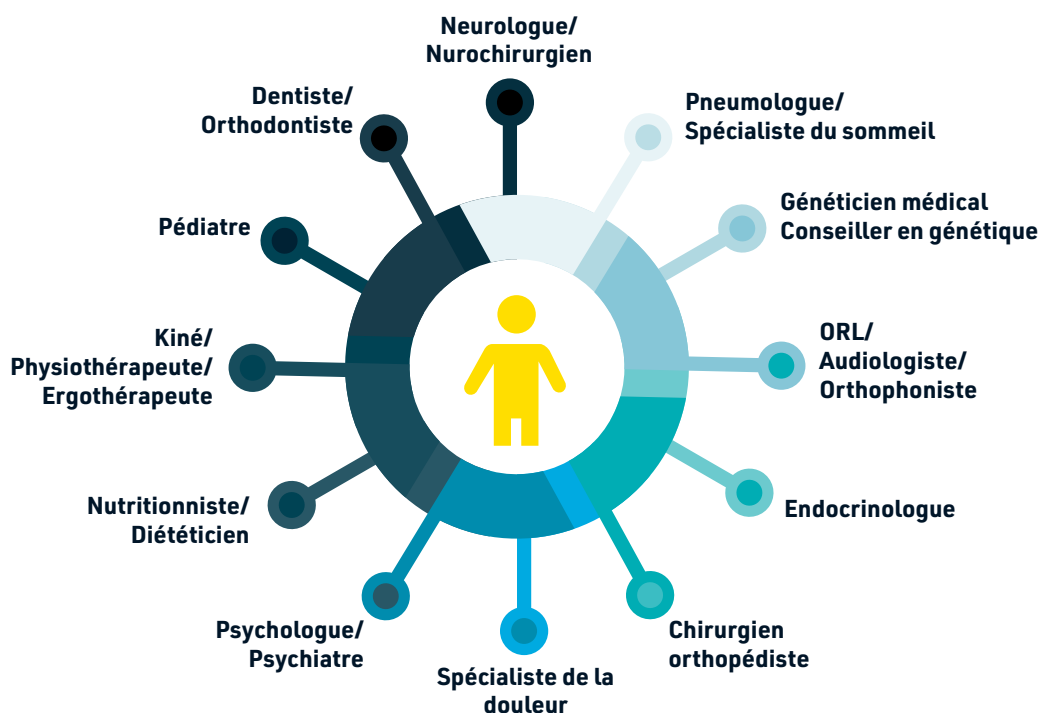 Neurologue/
Nurochirurgien
Pneumologue/
Spécialiste du sommeil
Généticien médical
Conseiller en génétique
ORL/
Audiologiste/
Orthophoniste
Endocrinologue
Chirurgien
orthopédiste
Spécialiste de la
douleur
Psychologue/
Psychiatre
Nutritionniste/
Diététicien
Kiné/
Physiothérapeute/
Ergothérapeute
Pédiatre
Dentiste/
Orthodontiste